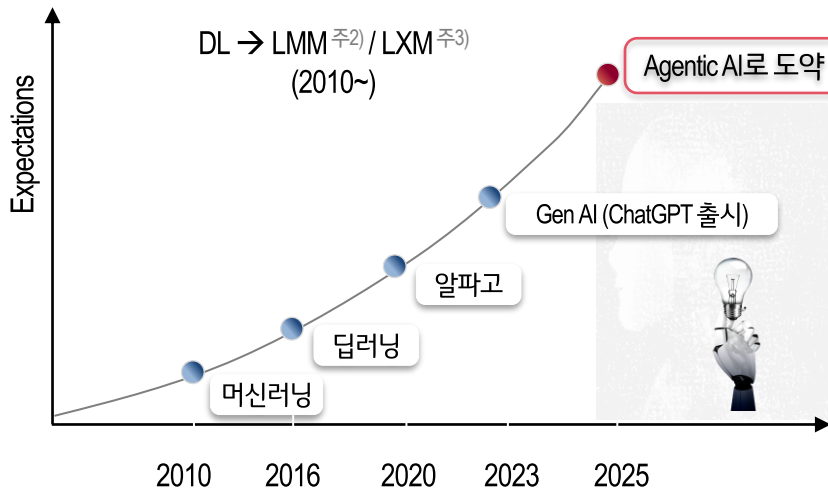 DL → LMM 주2) / LXM 주3)
(2010~)
Expectations
Agentic AI로 도약
Gen AI (ChatGPT 출시)
알파고
딥러닝
머신러닝
2010
2016
2020
2023
2025